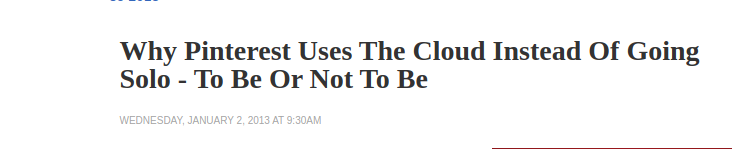 Why Pinterest Uses The Cloud Instead Of Going
Solo - To Be Or Not To Be
WEDNESDAY, JANUARY 2, 2013 AT 9:30AM